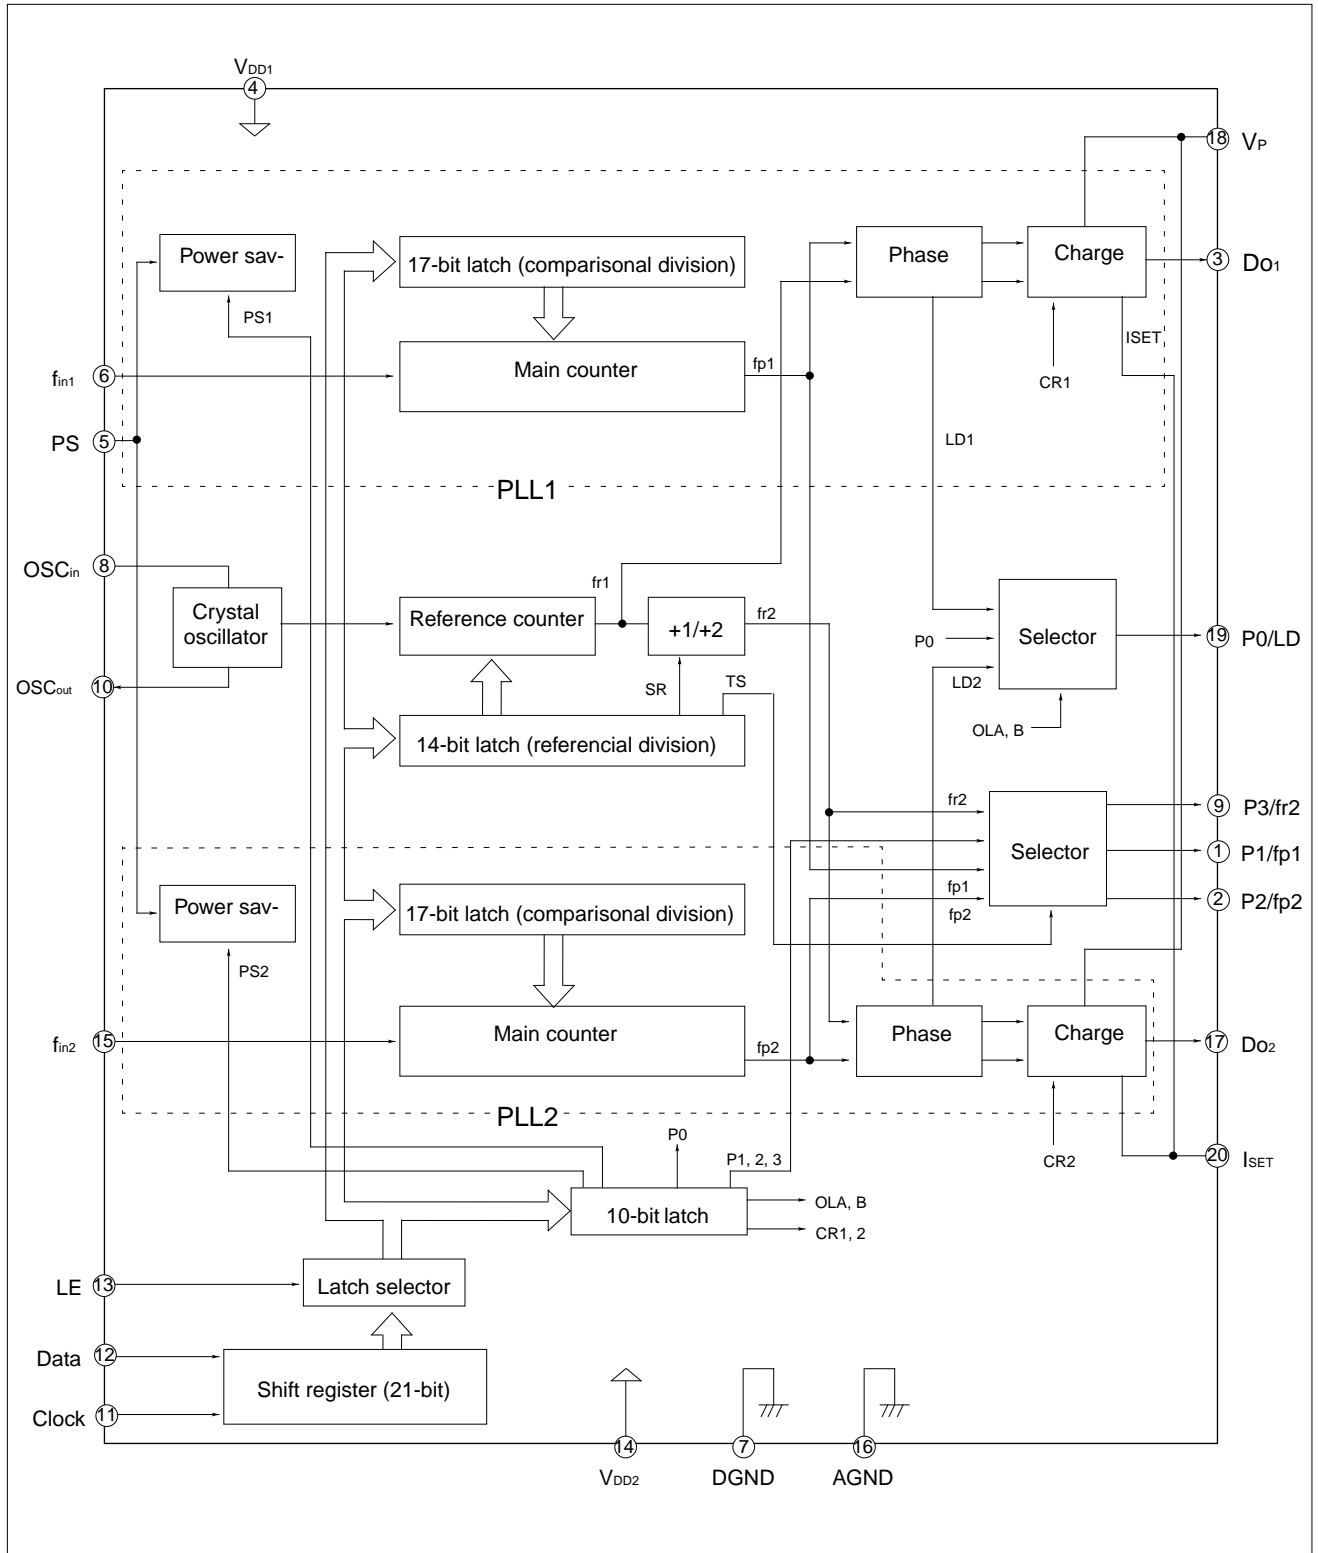 VDD1
4
18 VP
Power sav-
17-bit latch (comparisonal division)
Phase
Charge
3 Do1
PS1
ISET
fin1 6
Main counter
fp1
CR1
PS 5
LD1
PLL1
OSCin 8
fr1
Crystal
oscillator
Reference counter
+1/+2
fr2
P0
Selector
19 P0/LD
OSCout 10
SR
TS
LD2
OLA, B
14-bit latch (referencial division)
fr2
9 P3/fr2
Selector
1 P1/fp1
Power sav-
17-bit latch (comparisonal division)
fp1
fp2
2 P2/fp2
PS2
fin2 15
Main counter
fp2
Phase
Charge
17 Do2
PLL2
P0
P1, 2, 3
CR2
20 ISET
10-bit latch
OLA, B
CR1, 2
LE 13
Latch selector
Data 12
Shift register (21-bit)
Clock 11
14
7
16
VDD2
DGND
AGND